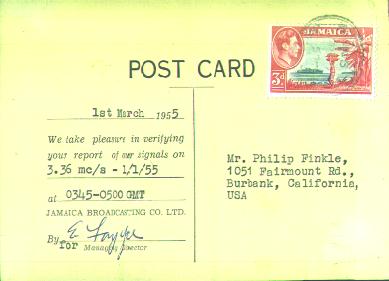 JAMAICA
3d
POST CARD
1st March 1955
We take pleasure in verifying
your report of our signals on
3.36 mc/s - 1/1/55
at 0345-0500 GMT
JAMAICA BROADCASTING CO. LTD.
By E.
for Managing Director
Mr. Philip Finkle,
1051 Fairmount Rd.,
Burbank, California,
USA